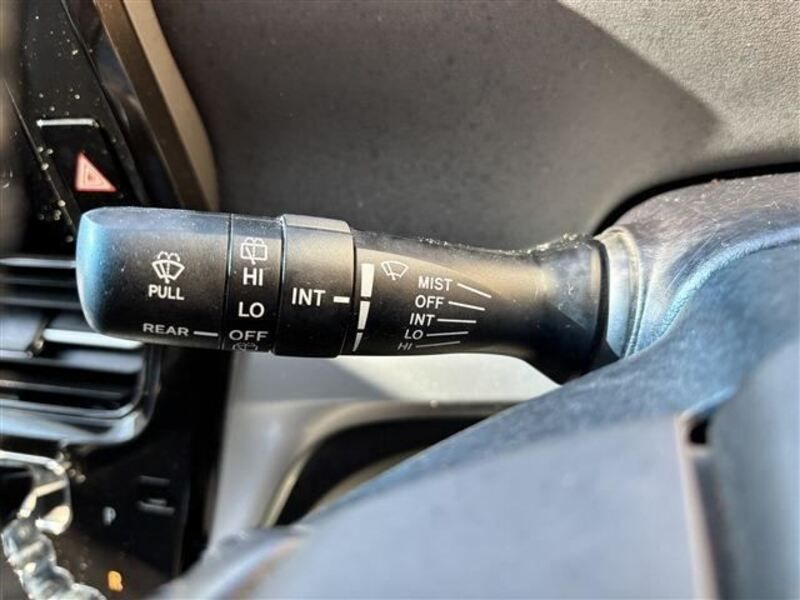 PULL
REAR
HI
LO
OFF
INT
MIST
OFF
INT
LO
HI